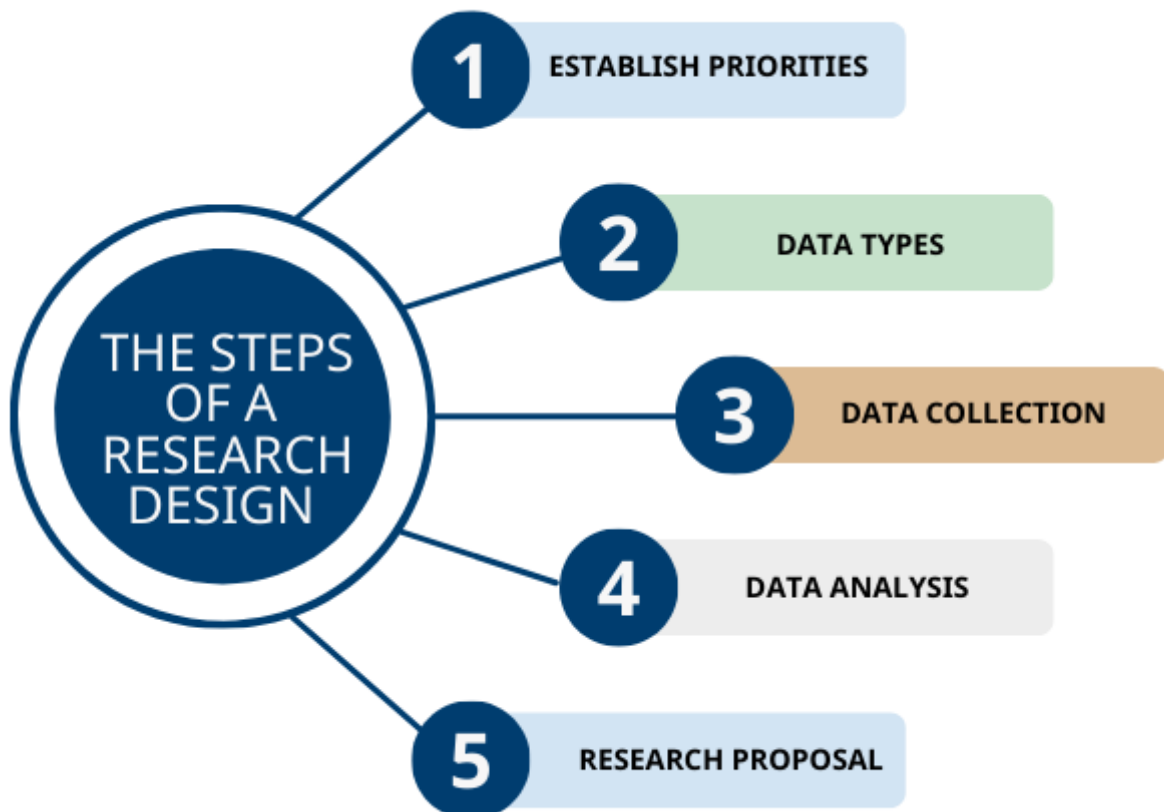 1 ESTABLISH PRIORITIES
2 DATA TYPES
THE STEPS
OF A
RESEARCH
DESIGN
3 DATA COLLECTION
4 DATA ANALYSIS
5 RESEARCH PROPOSAL